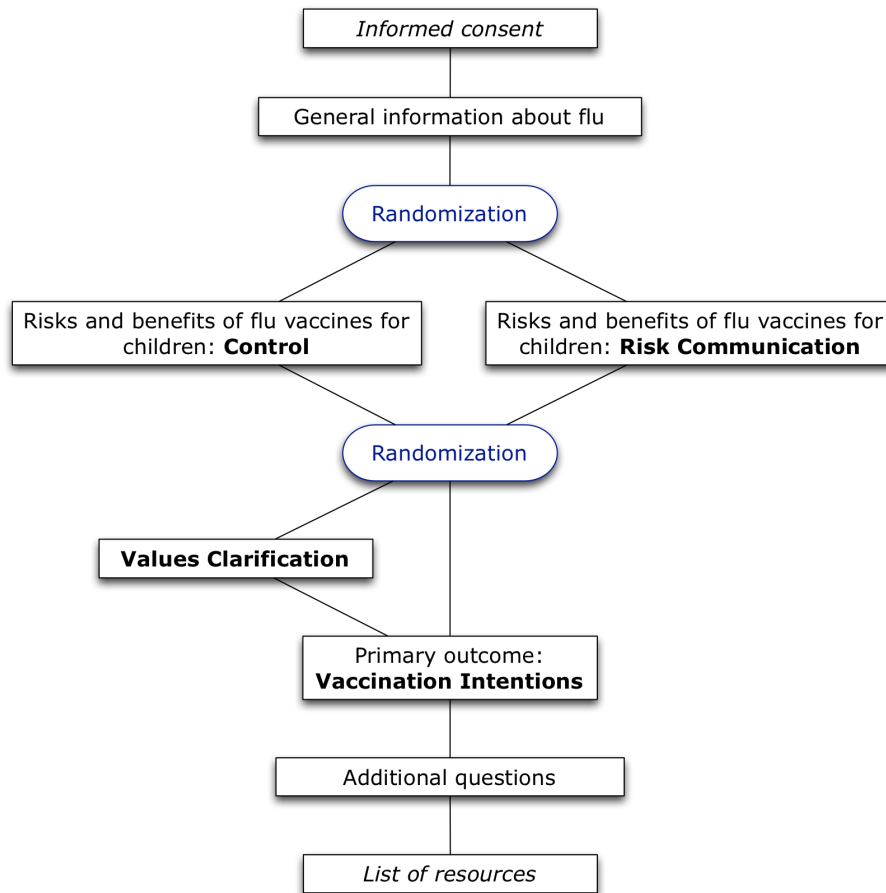 Informed consent
General information about flu
Randomization
Risks and benefits of flu vaccines for
children: Control
Risks and benefits of flu vaccines for
children: Risk Communication
Randomization
Values Clarification
Primary outcome:
Vaccination Intentions
Additional questions
List of resources